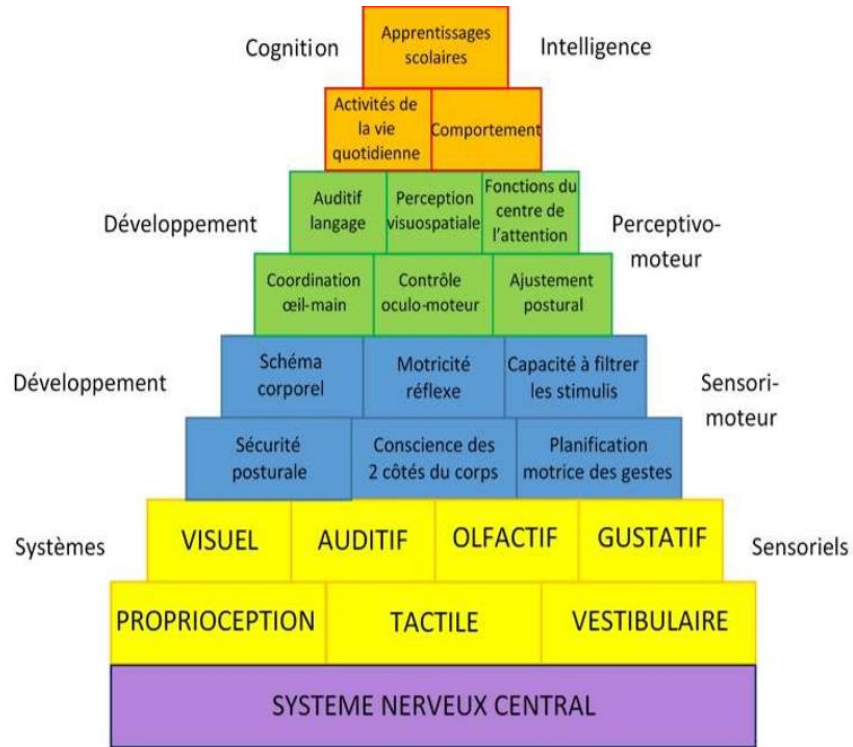 Cognition
Apprentissages
scolaires
Intelligence
Activités de
la vie
quotidienne
Comportement
Développement
Auditif
langage
Perception
visuospatiale
Fonctions du
centre de
l'attention
Perceptivo-
moteur
Coordination
œil-main
Contrôle
oculo-moteur
Ajustement
postural
Développement
Schéma
corporel
Motricité
réflexe
Capacité à filtrer
les stimulis
Sensori-
moteur
Sécurité
posturale
Conscience des
2 côtés du corps
Planification
motrice des gestes
Systèmes
VISUEL
AUDITIF
OLFACTIF
GUSTATIF
Sensoriels
PROPRIOCEPTION
TACTILE
VESTIBULAIRE
SYSTEME NERVEUX CENTRAL